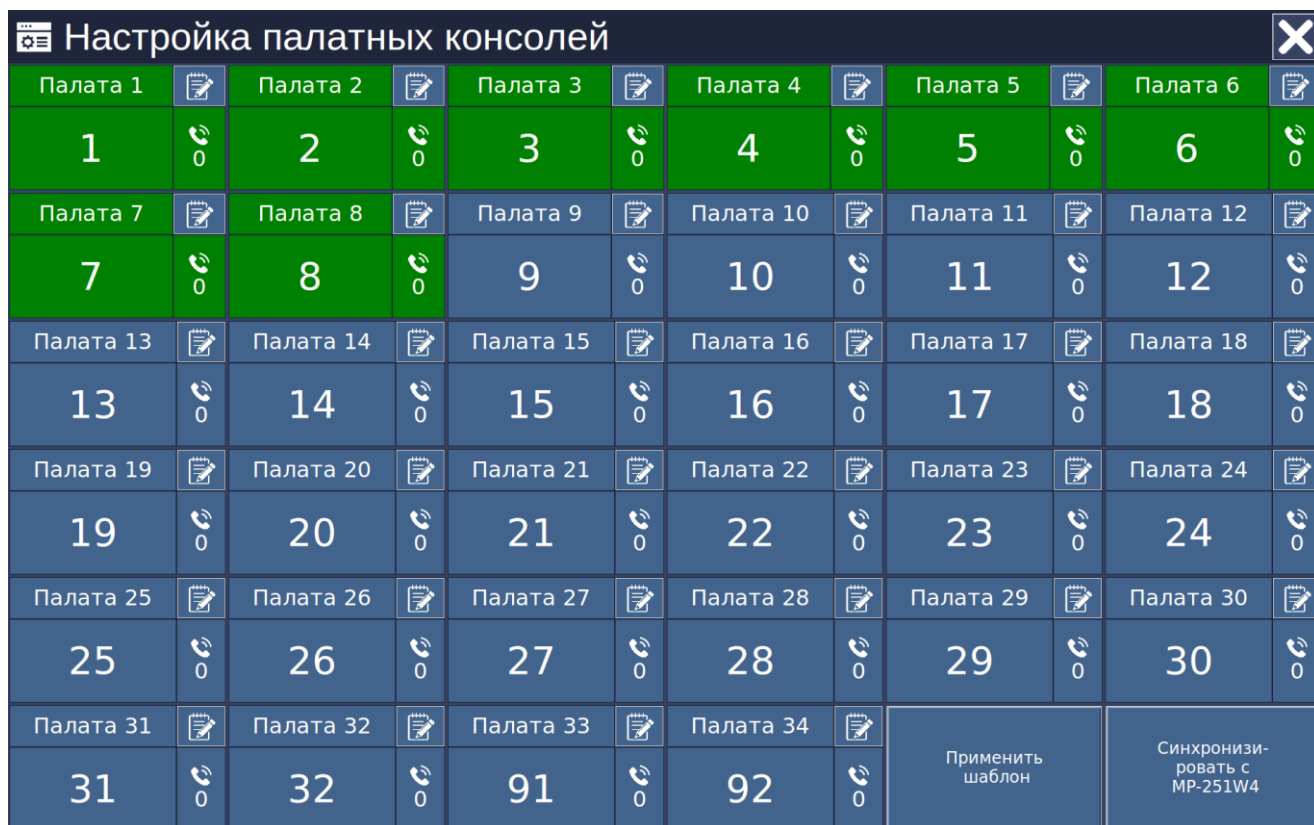 Настройка палатных консолей
Палата 1 Палата 2 Палата 3 Палата 4 Палата 5 Палата 6
1 0 2 0 3 0 4 0 5 0 6 0
Палата 7 Палата 8 Палата 9 Палата 10 Палата 11 Палата 12
7 0 8 0 9 0 10 0 11 0 12 0
Палата 13 Палата 14 Палата 15 Палата 16 Палата 17 Палата 18
13 0 14 0 15 0 16 0 17 0 18 0
Палата 19 Палата 20 Палата 21 Палата 22 Палата 23 Палата 24
19 0 20 0 21 0 22 0 23 0 24 0
Палата 25 Палата 26 Палата 27 Палата 28 Палата 29 Палата 30
25 0 26 0 27 0 28 0 29 0 30 0
Палата 31 Палата 32 Палата 33 Палата 34
31 0 32 0 91 0 92 0
Применить
шаблон
Синхронизи-
ровать с
MP-251W4